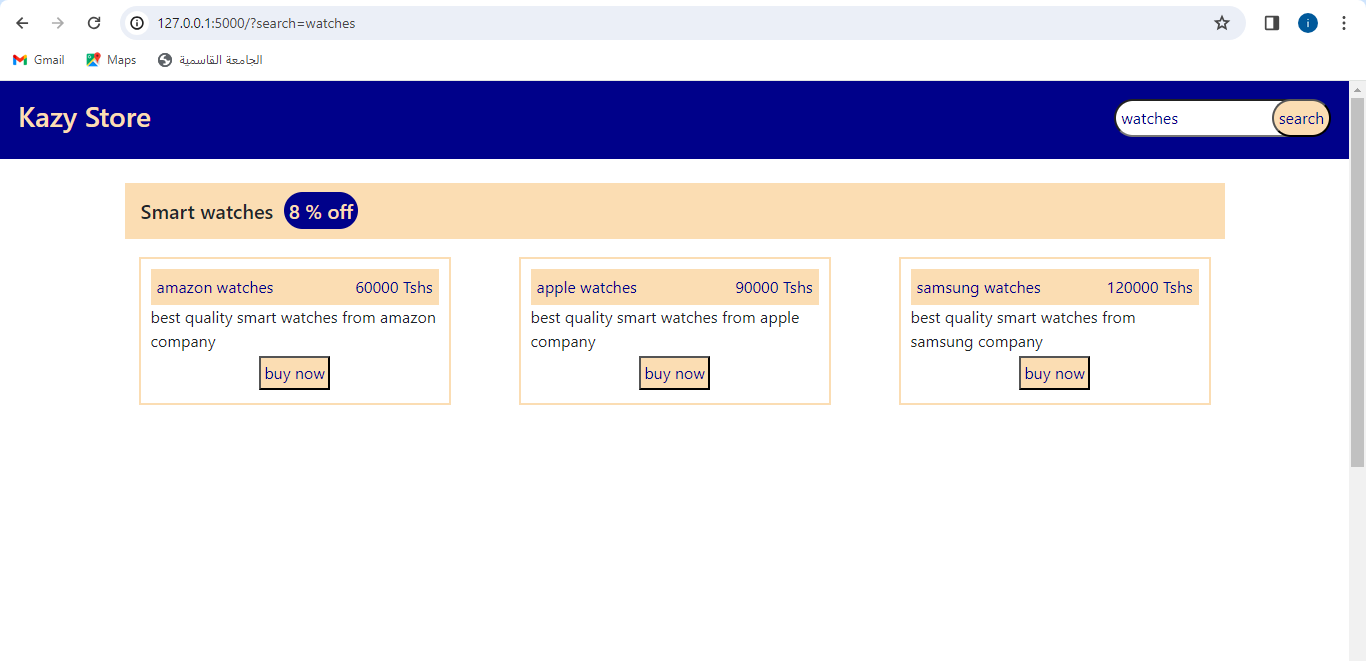 127.0.0.1:5000/?search=watches
i
Gmail
Maps
الجامعة القاسمية
Kazy Store
watches
search
Smart watches
8 % off
amazon watches
60000 Tshs
best quality smart watches from amazon
company
buy now
apple watches
90000 Tshs
best quality smart watches from apple
company
buy now
samsung watches
120000 Tshs
best quality smart watches from
samsung company
buy now